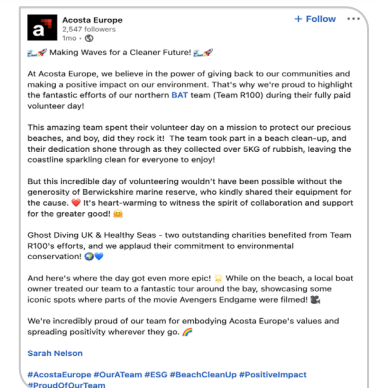 a
Acosta Europe
2,547 followers
1mo •
+ Follow •••
🌊🚀 Making Waves for a Cleaner Future! 🌊🚀
At Acosta Europe, we believe in the power of giving back to our communities and
making a positive impact on our environment. That's why we're proud to highlight
the fantastic efforts of our northern BAT team (Team R100) during their fully paid
volunteer day!
This amazing team spent their volunteer day on a mission to protect our precious
beaches, and boy, did they rock it! The team took part in a beach clean-up, and
their dedication shone through as they collected over 5KG of rubbish, leaving the
coastline sparkling clean for everyone to enjoy!
But this incredible day of volunteering wouldn't have been possible without the
generosity of Berwickshire marine reserve, who kindly shared their equipment for
the cause. ❤️ It's heart-warming to witness the spirit of collaboration and support
for the greater good! 🤗
Ghost Diving UK & Healthy Seas - two outstanding charities benefited from Team
R100's efforts, and we applaud their commitment to environmental
conservation! 🌍💙
And here's where the day got even more epic! 🌟 While on the beach, a local boat
owner treated our team to a fantastic tour around the bay, showcasing some
iconic spots where parts of the movie Avengers Endgame were filmed! 🎥
We're incredibly proud of our team for embodying Acosta Europe's values and
spreading positivity wherever they go. 🌈
Sarah Nelson
#AcostaEurope #OurATeam #ESG #BeachCleanUp #PositiveImpact
#ProudOfOurTeam